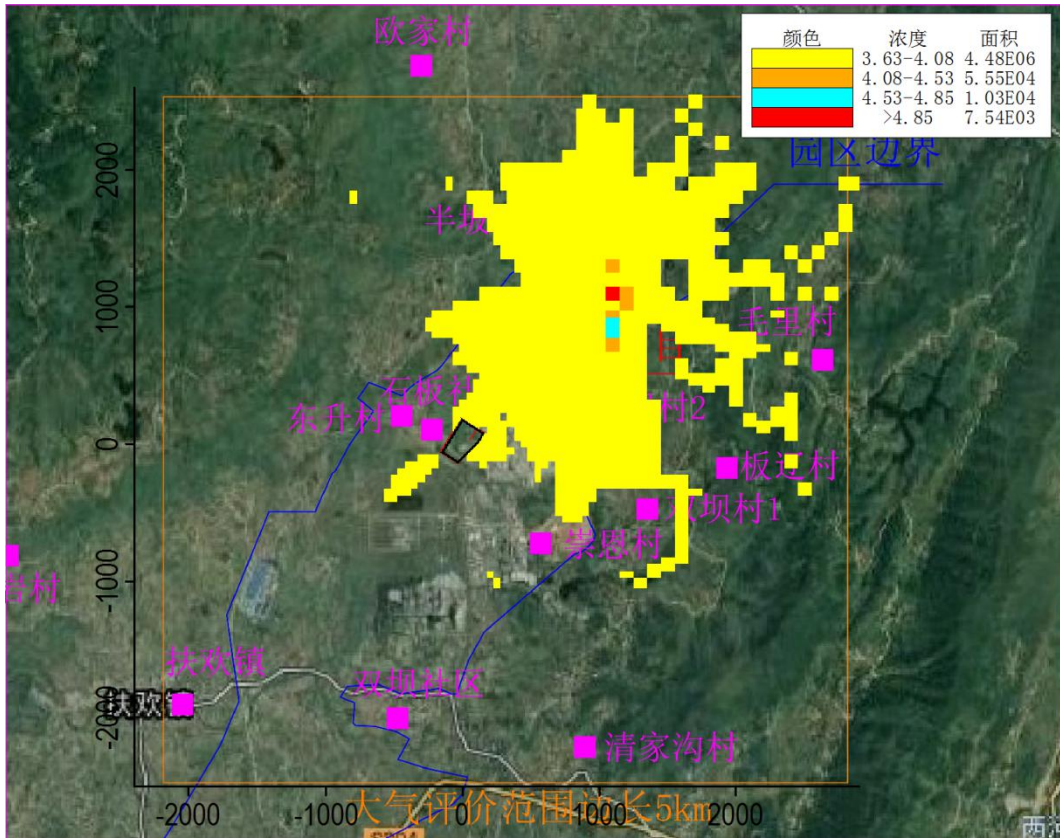 欧家村
颜色 浓度 面积
3.63-4.08 4.48E06
4.08-4.53 5.55E04
4.53-4.85 1.03E04
>4.85 7.54E03
园区边界
2000
半坡
1000
毛里村
石板社
东升村
村2
0
板辽村
双坝村1
崇恩村
-1000
岩村
扶欢镇
双坝社区
扶欢
-2000
清家沟村
-2000 -1000 0 1000 2000
大气评价范围边长5km
西